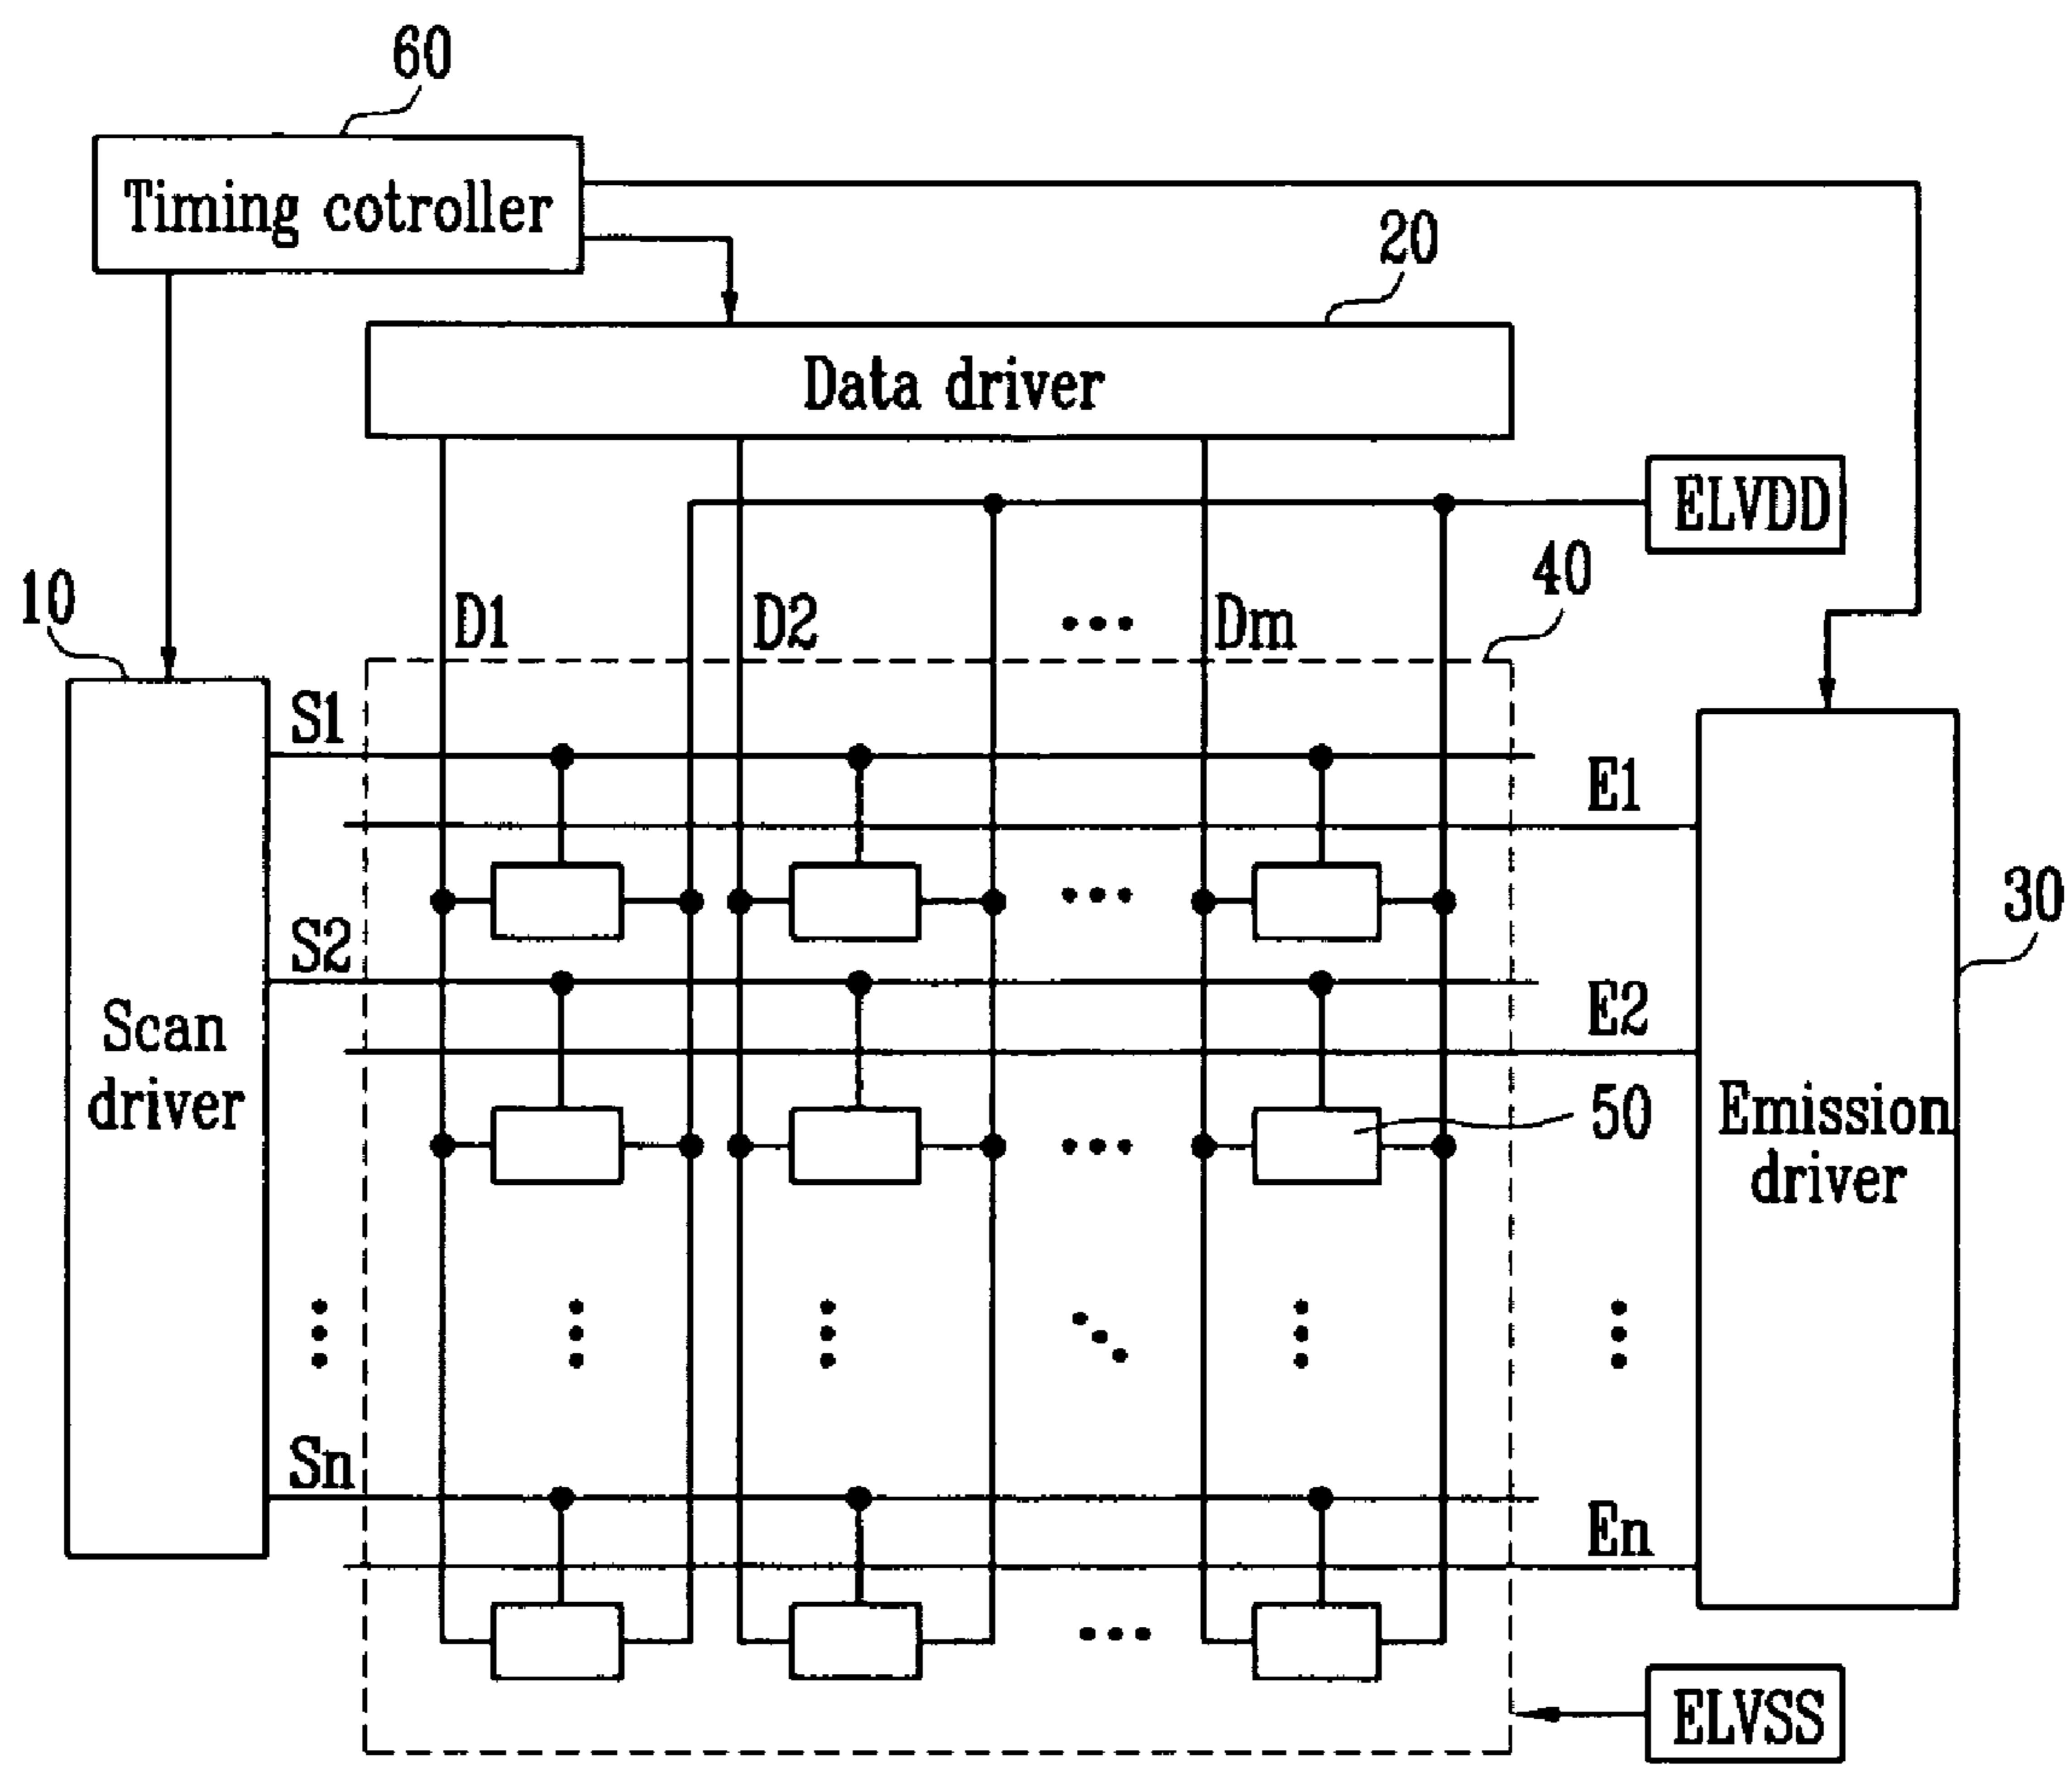 60
Timing cotroller
20
Data driver
ELVDD
40
10
D1 D2 ••• Dm
S1
E1
•••
30
S2
E2
Scan
driver
50
•••
Emission
driver
Sn
En
•••
ELVSS